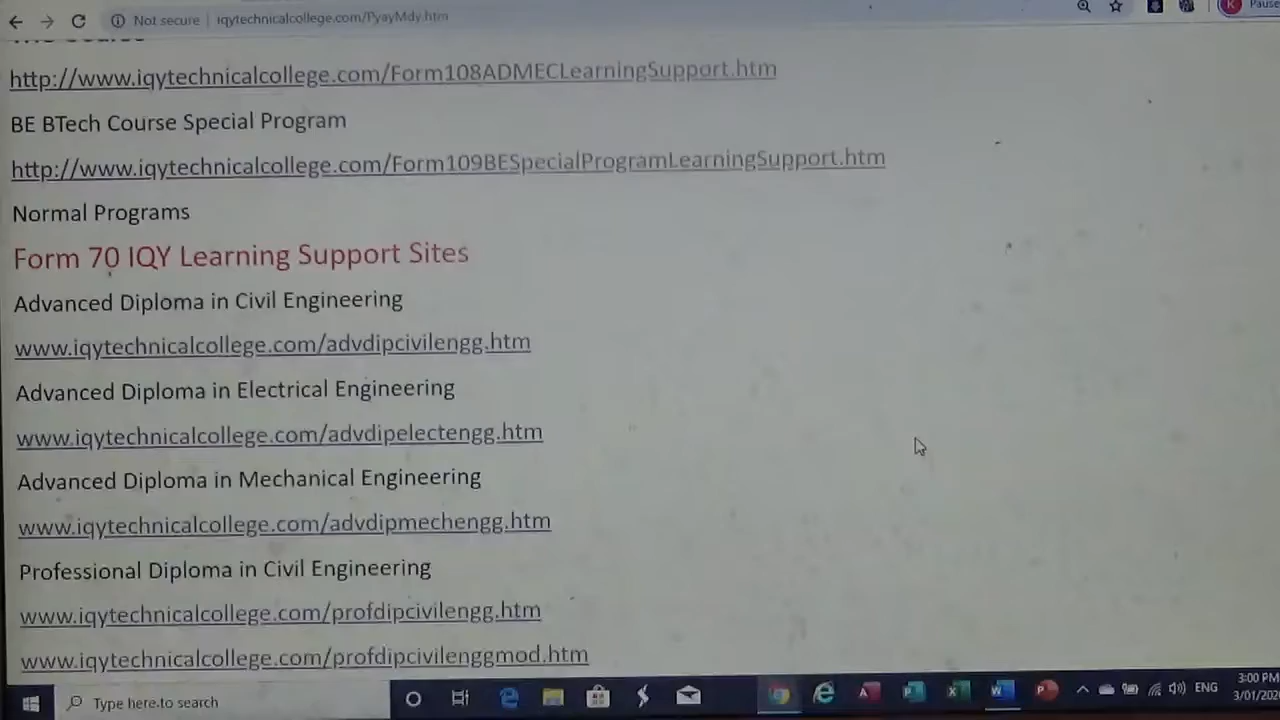 Not secure
iqytechnicalcollege.com/PyayMdy.htm
Pause
http://www.iqytechnicalcollege.com/Form108ADMECLearningSupport.htm
BE BTech Course Special Program
http://www.iqytechnicalcollege.com/Form109BESpecialProgramLearningSupport.htm
Normal Programs
Form 70 IQY Learning Support Sites
Advanced Diploma in Civil Engineering
www.iqytechnicalcollege.com/advdipcivilengg.htm
Advanced Diploma in Electrical Engineering
www.iqytechnicalcollege.com/advdipelectengg.htm
Advanced Diploma in Mechanical Engineering
www.iqytechnicalcollege.com/advdipmechengg.htm
Professional Diploma in Civil Engineering
www.iqytechnicalcollege.com/profdipcivilengg.htm
www.iqytechnicalcollege.com/profdipcivilenggmod.htm
Type here to search
ENG
3:00 PM